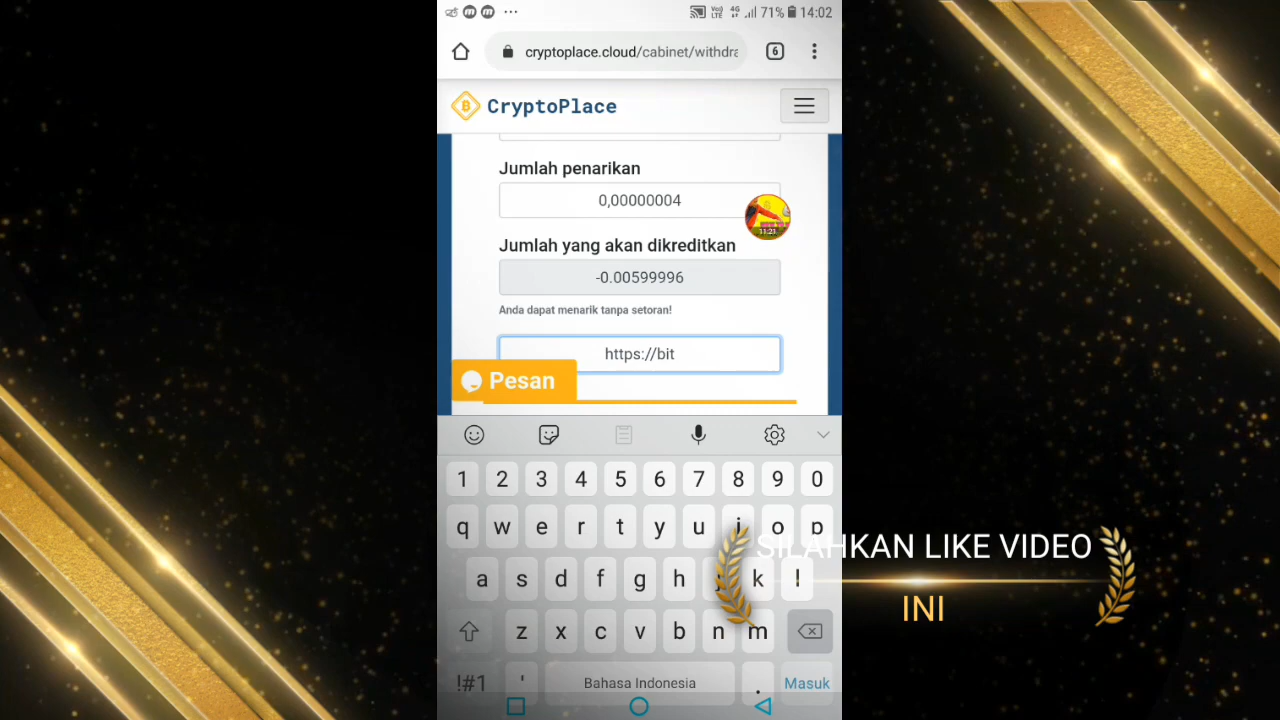 71% 14:02
cryptoplace.cloud/cabinet/withdra
6
CryptoPlace
Jumlah penarikan
0,00000004
11:21
Jumlah yang akan dikreditkan
-0.00599996
Anda dapat menarik tanpa setoran!
https://bit
Pesan
1 2 3 4 5 6 7 8 9 0
q w e r t y u i o p
SILAHKAN LIKE VIDEO
a s d f g h j k l
INI
z x c v b n m
!#1 ' Bahasa Indonesia . Masuk